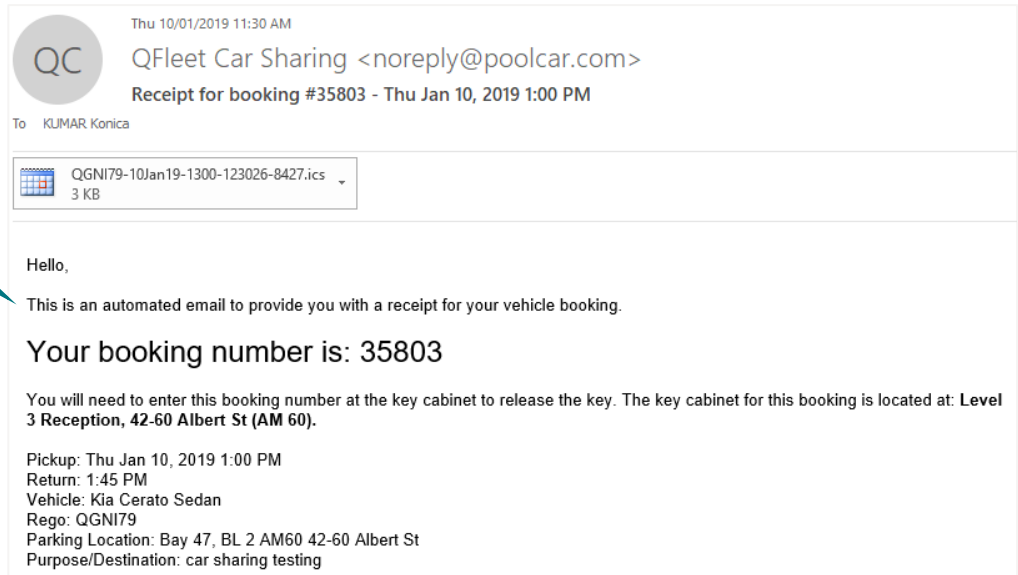 Thu 10/01/2019 11:30 AM
QC
QFleet Car Sharing <noreply@poolcar.com>
Receipt for booking #35803 - Thu Jan 10, 2019 1:00 PM
To KUMAR Konica
QGNI79-10Jan19-1300-123026-8427.ics
3 KB
Hello,
This is an automated email to provide you with a receipt for your vehicle booking.
Your booking number is: 35803
You will need to enter this booking number at the key cabinet to release the key. The key cabinet for this booking is located at: Level
3 Reception, 42-60 Albert St (AM 60).
Pickup: Thu Jan 10, 2019 1:00 PM
Return: 1:45 PM
Vehicle: Kia Cerato Sedan
Rego: QGNI79
Parking Location: Bay 47, BL 2 AM60 42-60 Albert St
Purpose/Destination: car sharing testing